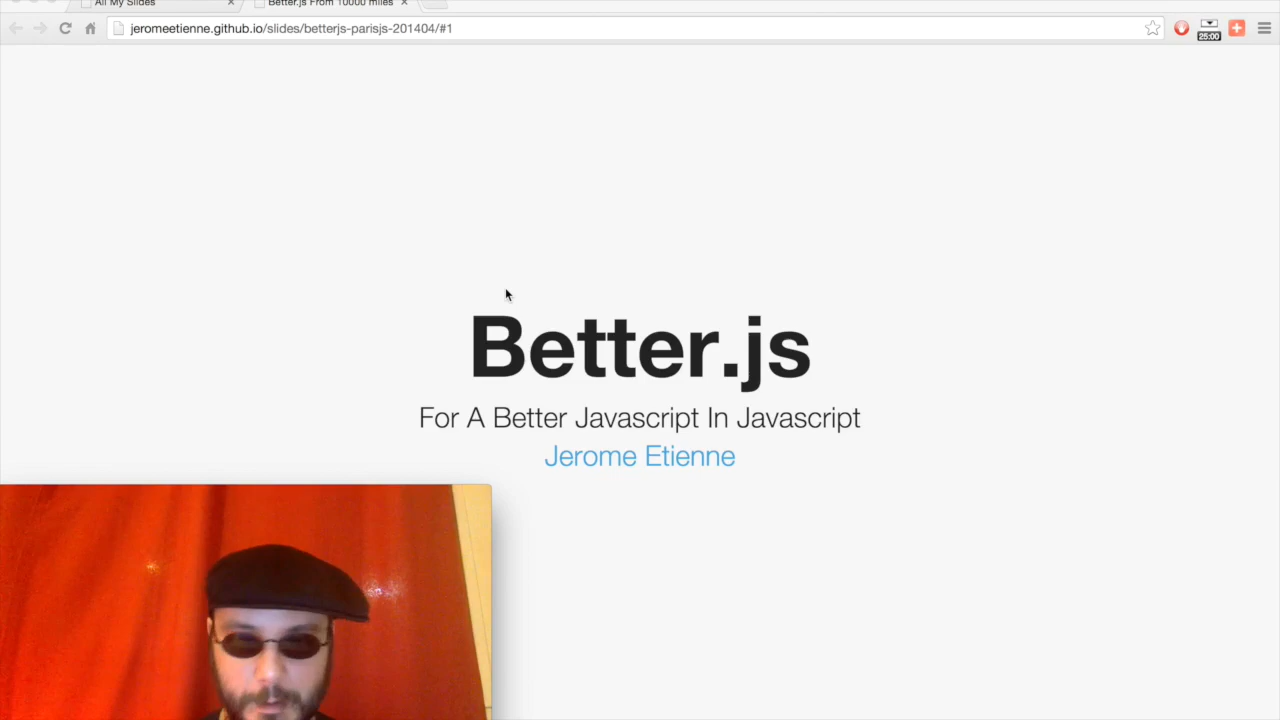 All My Slides
Better.js From 10000 miles
jeromeetienne.github.io/slides/betterjs-parisjs-201404/#1
25:00
Better.js
For A Better Javascript In Javascript
Jerome Etienne